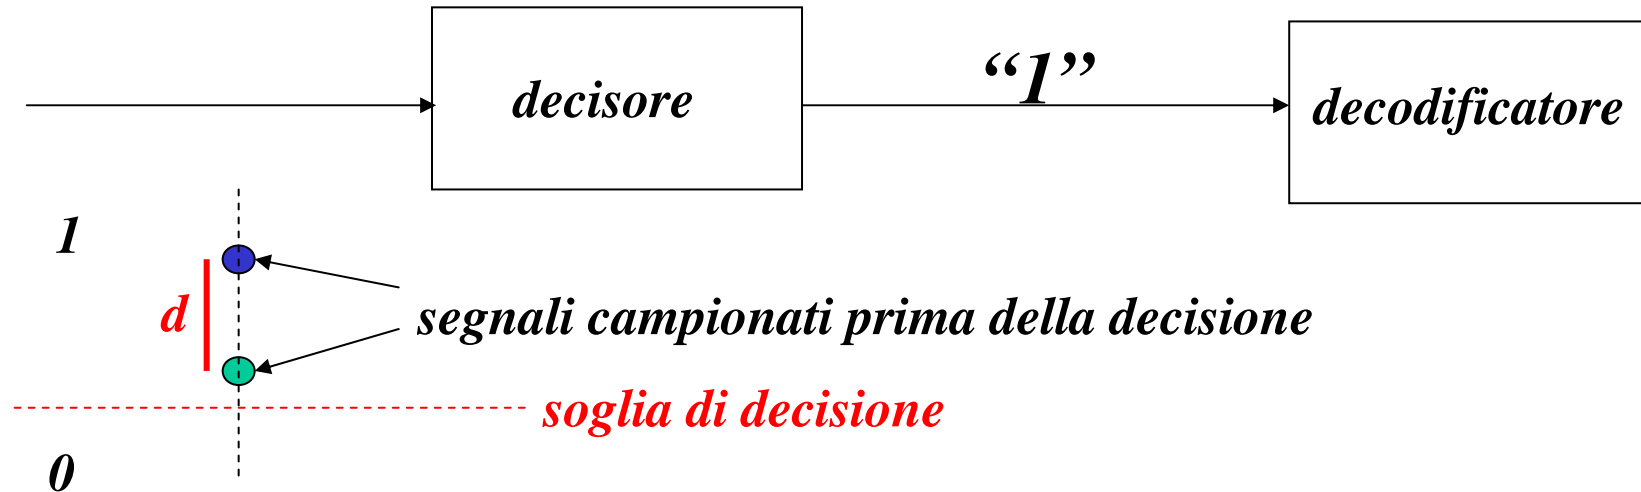 decisore
“1”
decodificatore
1
d
segnali campionati prima della decisione
soglia di decisione
0